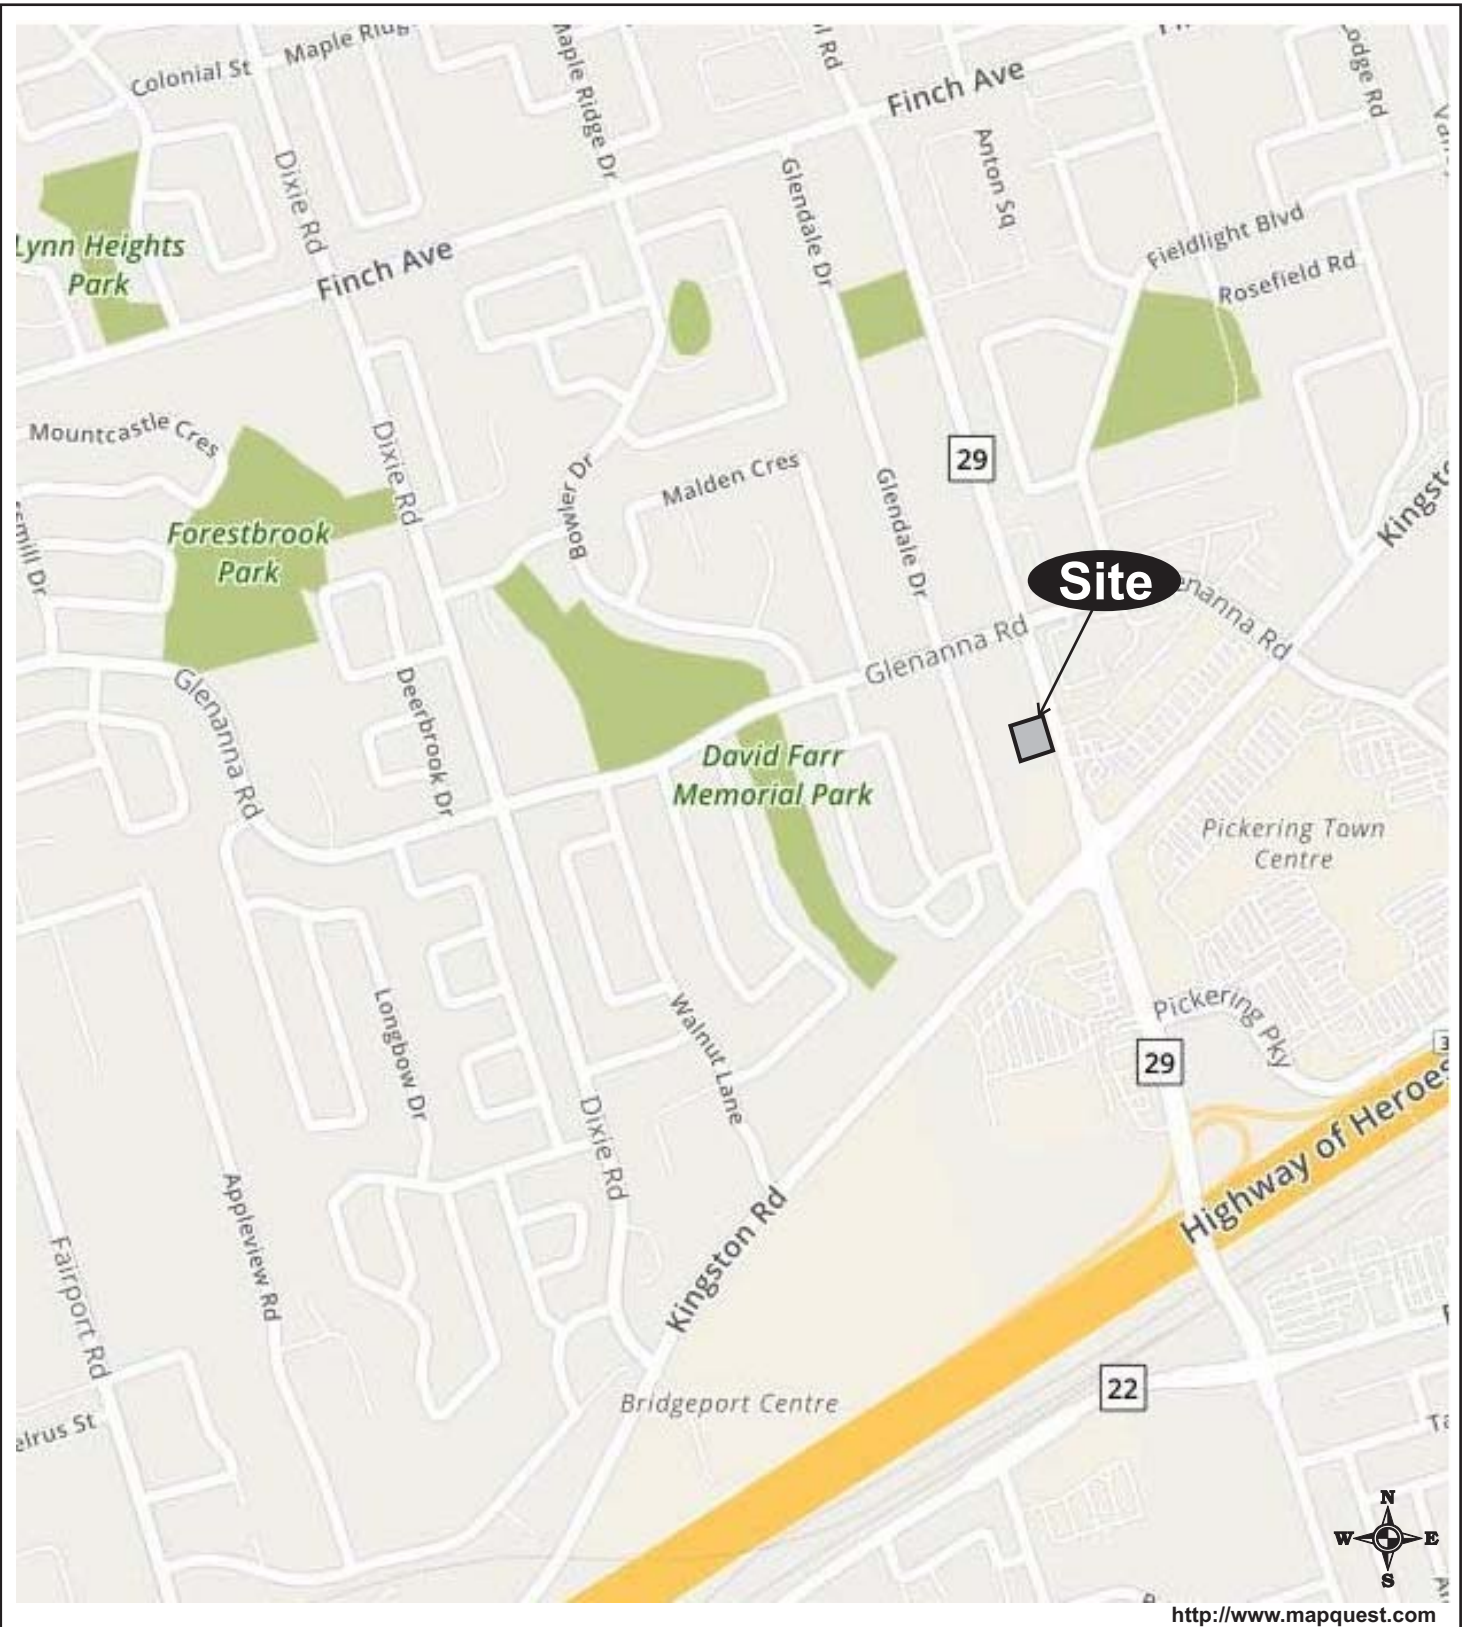 Colonial St
Maple Ridge Dr
Finch Ave
Dixie Rd
Anton Sq
Glendale Dr
Lynn Heights
Park
Finch Ave
Fieldlight Blvd
Rosefield Rd
Mountcastle Cres
Dixie Rd
Bowler Dr
Malden Cres
29
Glendale Dr
Forestbrook
Park
Site
Glenanna Rd
Glenanna Rd
Deerbrook Dr
David Farr
Memorial Park
Pickering Town
Centre
Longbow Dr
Walnut Lane
Pickering Pky
29
Dixie Rd
Highway of Heroes
Appleview Rd
Fairport Rd
Kingston Rd
22
Bridgeport Centre
N
W
E
S
http://www.mapquest.com